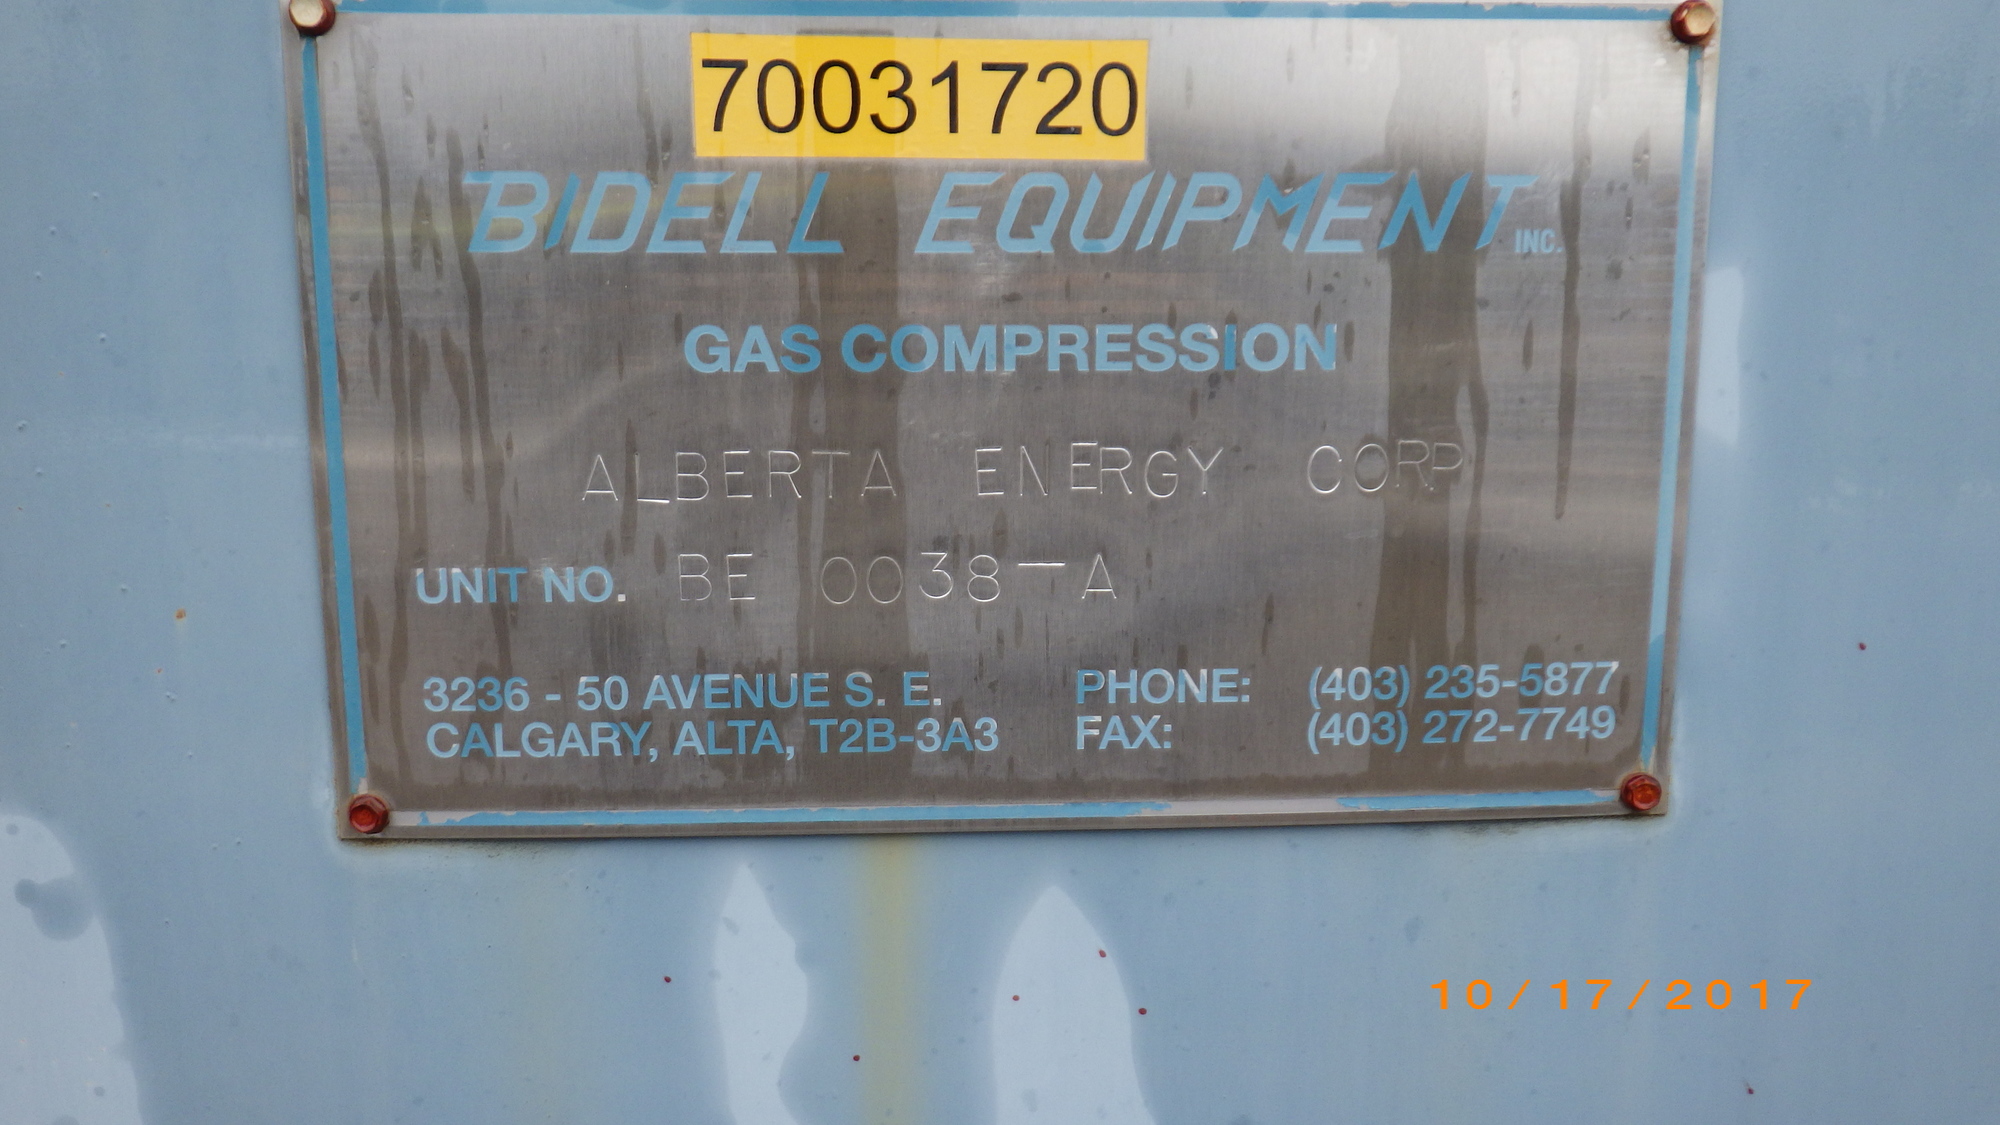 70031720
BIDELL EQUIPMENT INC.
GAS COMPRESSION
ALBERTA ENERGY CORP
UNIT NO. BE 0038-A
3236 - 50 AVENUE S. E. PHONE: (403) 235-5877
CALGARY, ALTA, T2B-3A3 FAX: (403) 272-7749
10/17/2017